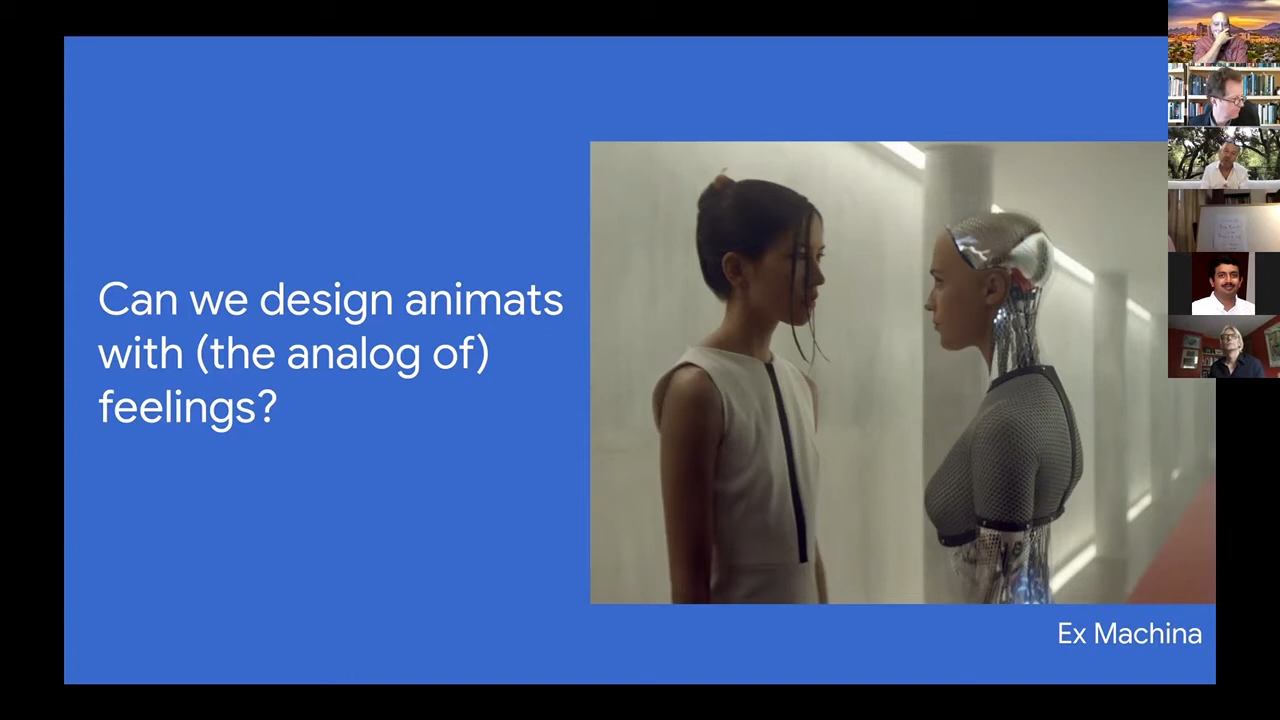 Can we design animats
with (the analog of)
feelings?
Ex Machina